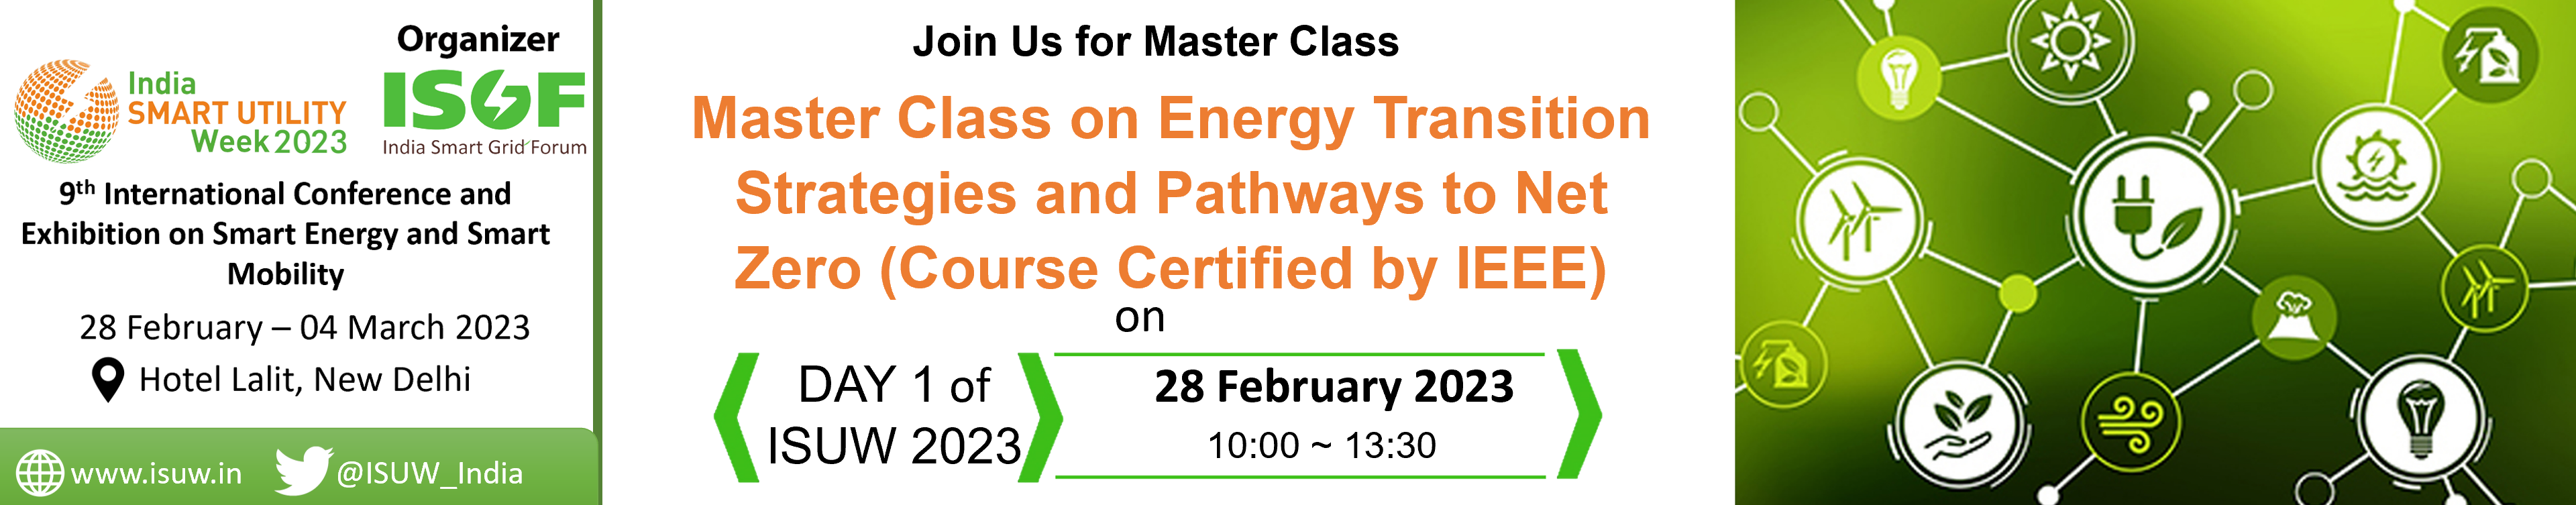 Organizer
India
SMART UTILITY
Week 2023
ISGF
India Smart Grid Forum
9th International Conference and
Exhibition on Smart Energy and Smart
Mobility
28 February – 04 March 2023
Hotel Lalit, New Delhi
www.isuw.in
@ISUW_India
Join Us for Master Class
Master Class on Energy Transition
Strategies and Pathways to Net
Zero (Course Certified by IEEE)
on
DAY 1 of
ISUW 2023
28 February 2023
10:00 ~ 13:30